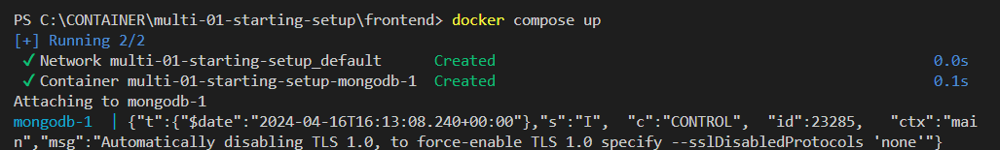 PS C:\CONTAINER\multi-01-starting-setup\frontend> docker compose up
[+] Running 2/2
✓ Network multi-01-starting-setup_default Created 0.0s
✓ Container multi-01-starting-setup-mongodb-1 Created 0.1s
Attaching to mongodb-1
mongodb-1 | {"t":{"$date":"2024-04-16T16:13:08.240+00:00"},"s":"I", "c":"CONTROL", "id":23285, "ctx":"mai
n","msg":"Automatically disabling TLS 1.0, to force-enable TLS 1.0 specify --sslDisabledProtocols 'none'"}